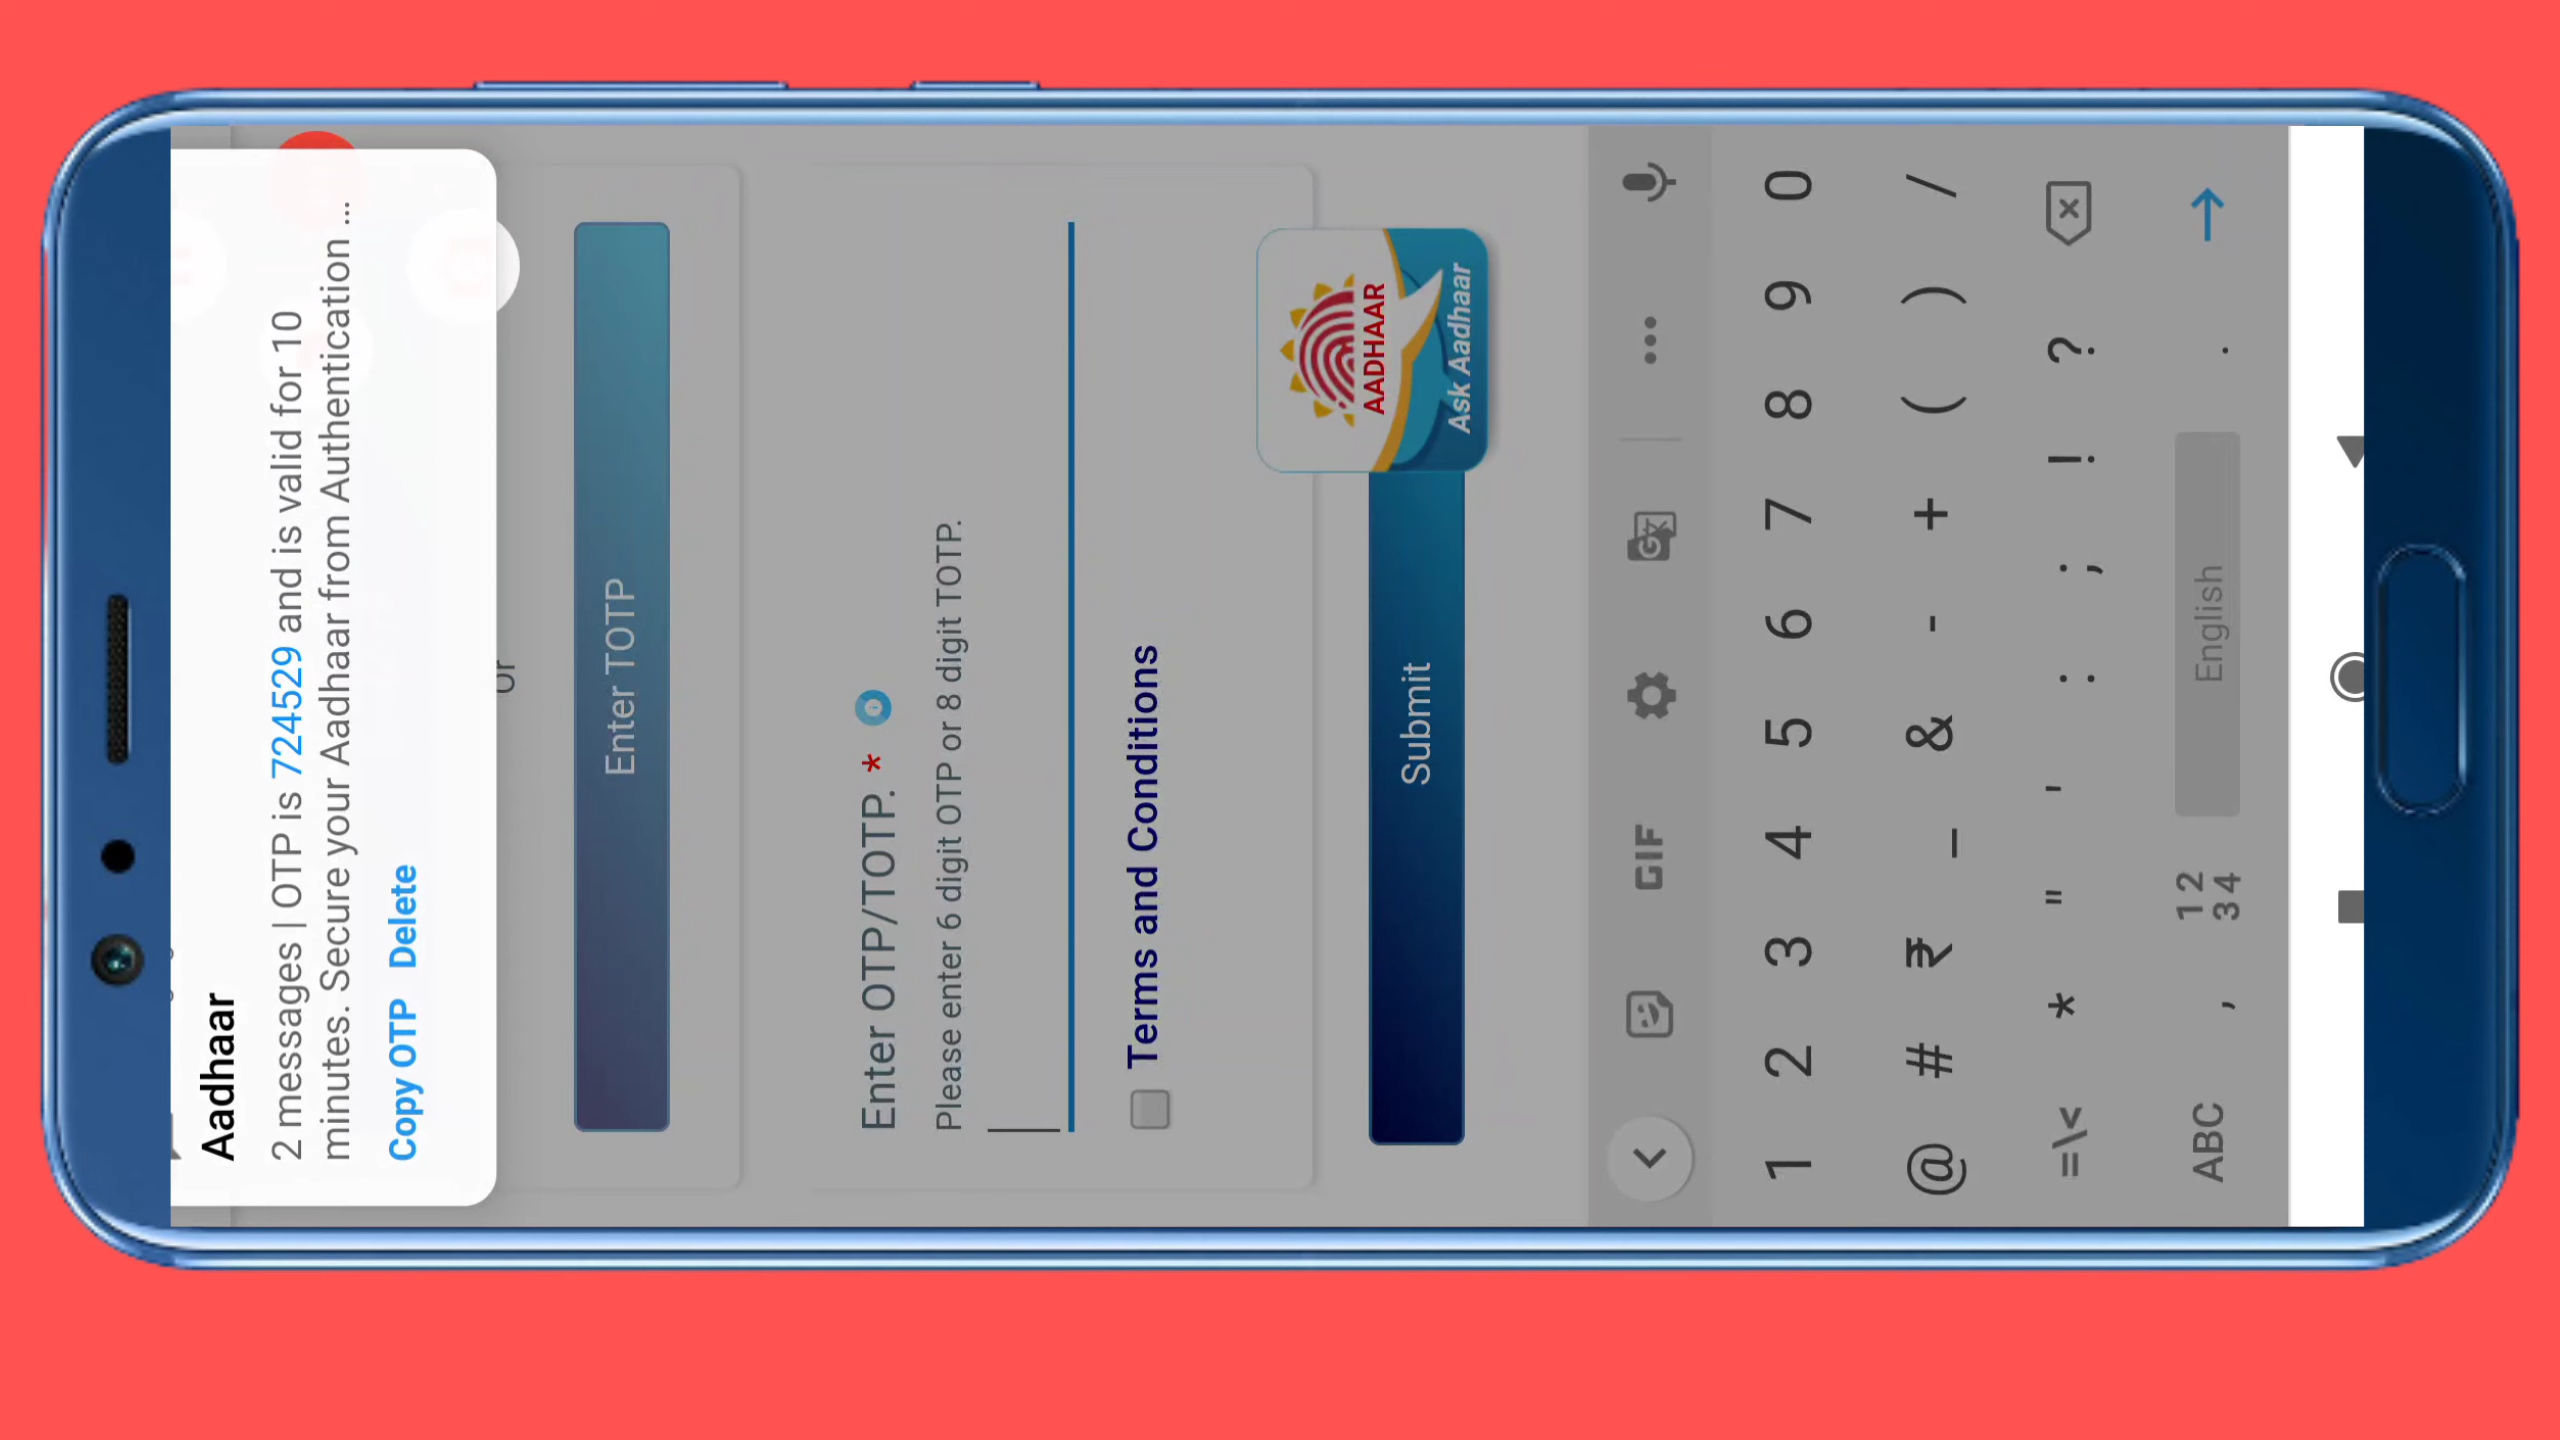 Aadhaar
2 messages | OTP is 724529 and is valid for 10
minutes. Secure your Aadhaar from Authentication ...
Copy OTP Delete
or
Enter TOTP
Enter OTP/TOTP. *
Please enter 6 digit OTP or 8 digit TOTP.
Terms and Conditions
AADHAAR
Ask Aadhaar
Submit
GIF
1 2 3 4 5 6 7 8 9 0
@ # ₹ _ & - + ( ) /
=\< * " ' : ; ! ?
ABC , 12 34 English .